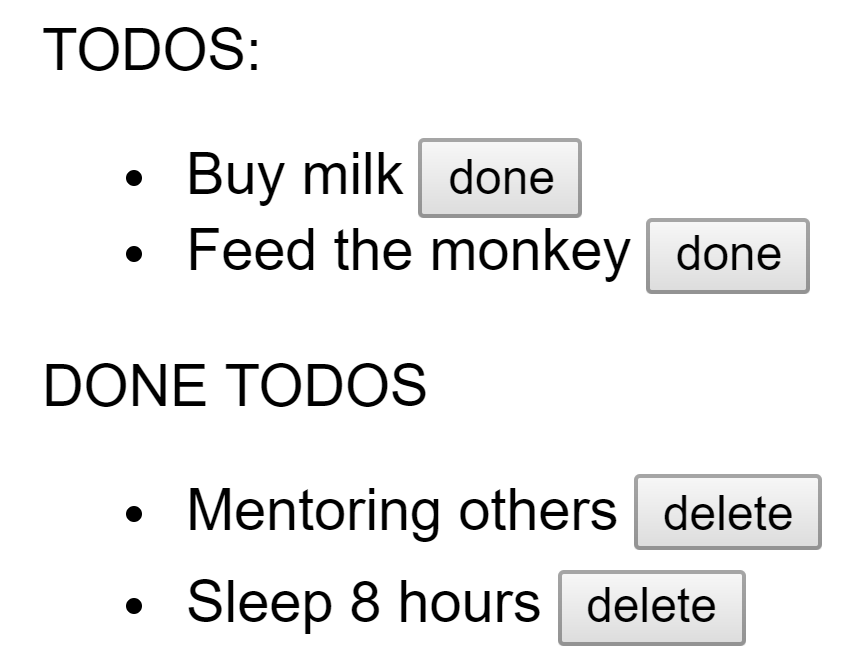 TODOS:
Buy milk done
Feed the monkey done
DONE TODOS
Mentoring others delete
Sleep 8 hours delete